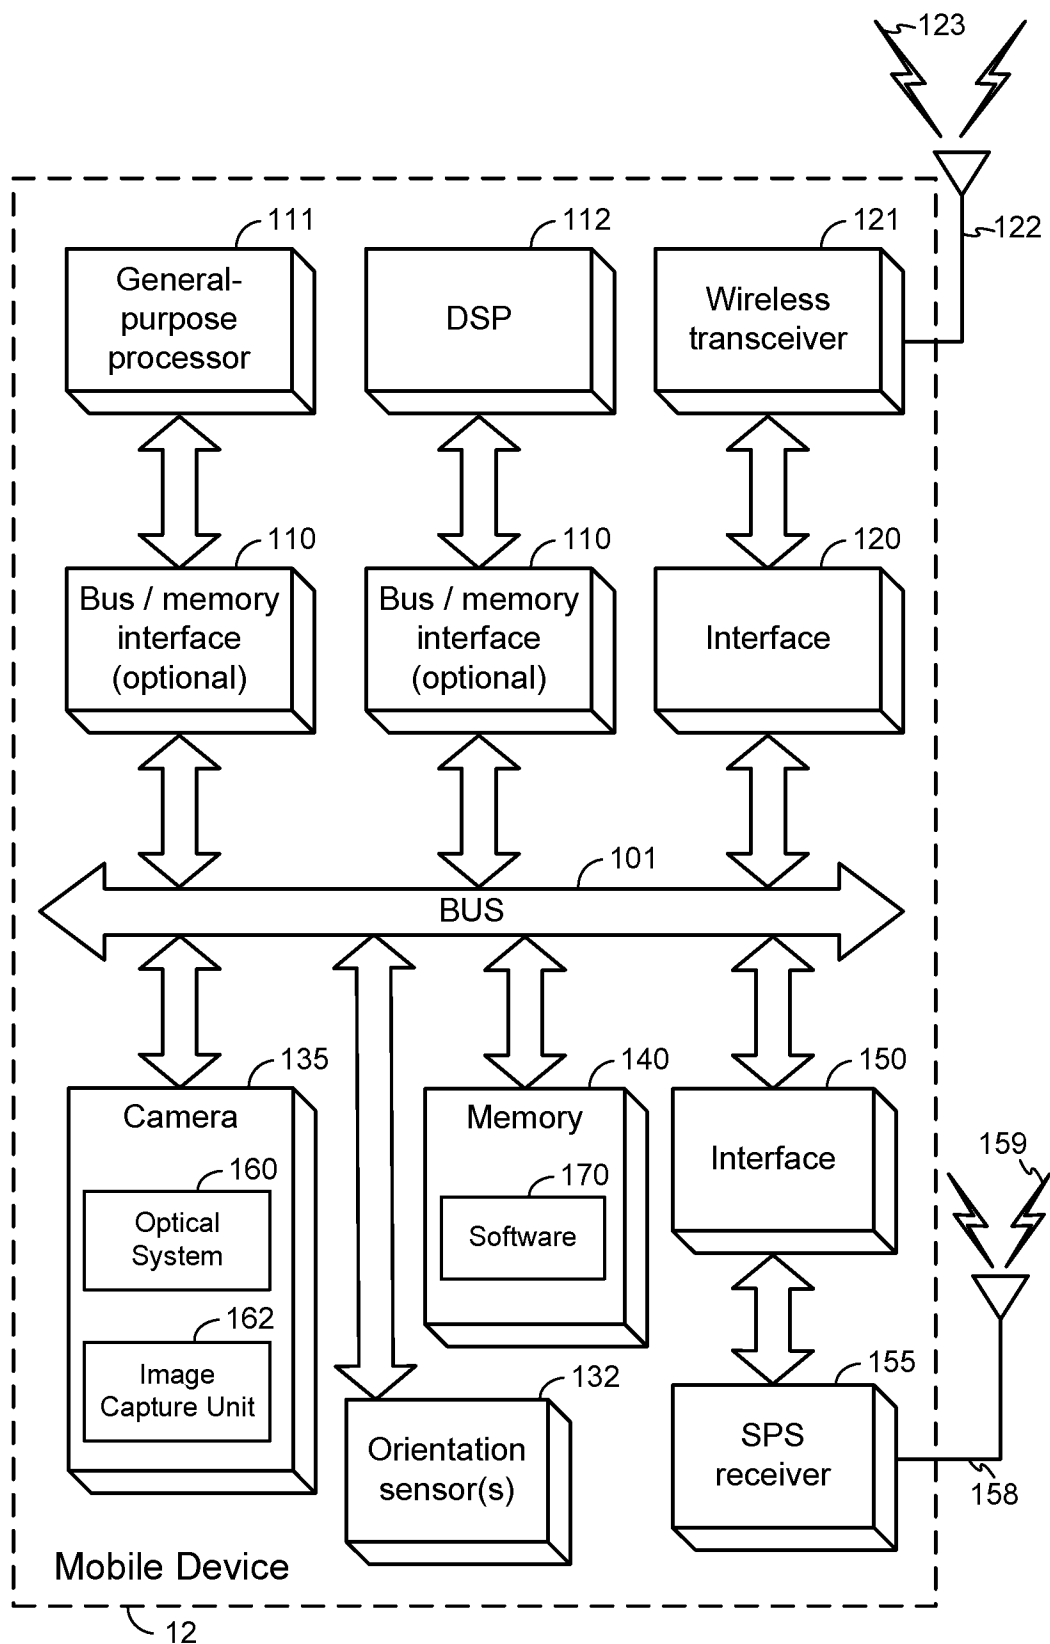 123
111
112
121
122
General-
purpose
processor
DSP
Wireless
transceiver
110
110
120
Bus / memory
interface
(optional)
Bus / memory
interface
(optional)
Interface
101
BUS
135
140
150
Camera
Memory
Interface
159
160
Optical
System
170
Software
162
Image
Capture Unit
132
Orientation
sensor(s)
155
SPS
receiver
158
Mobile Device
12